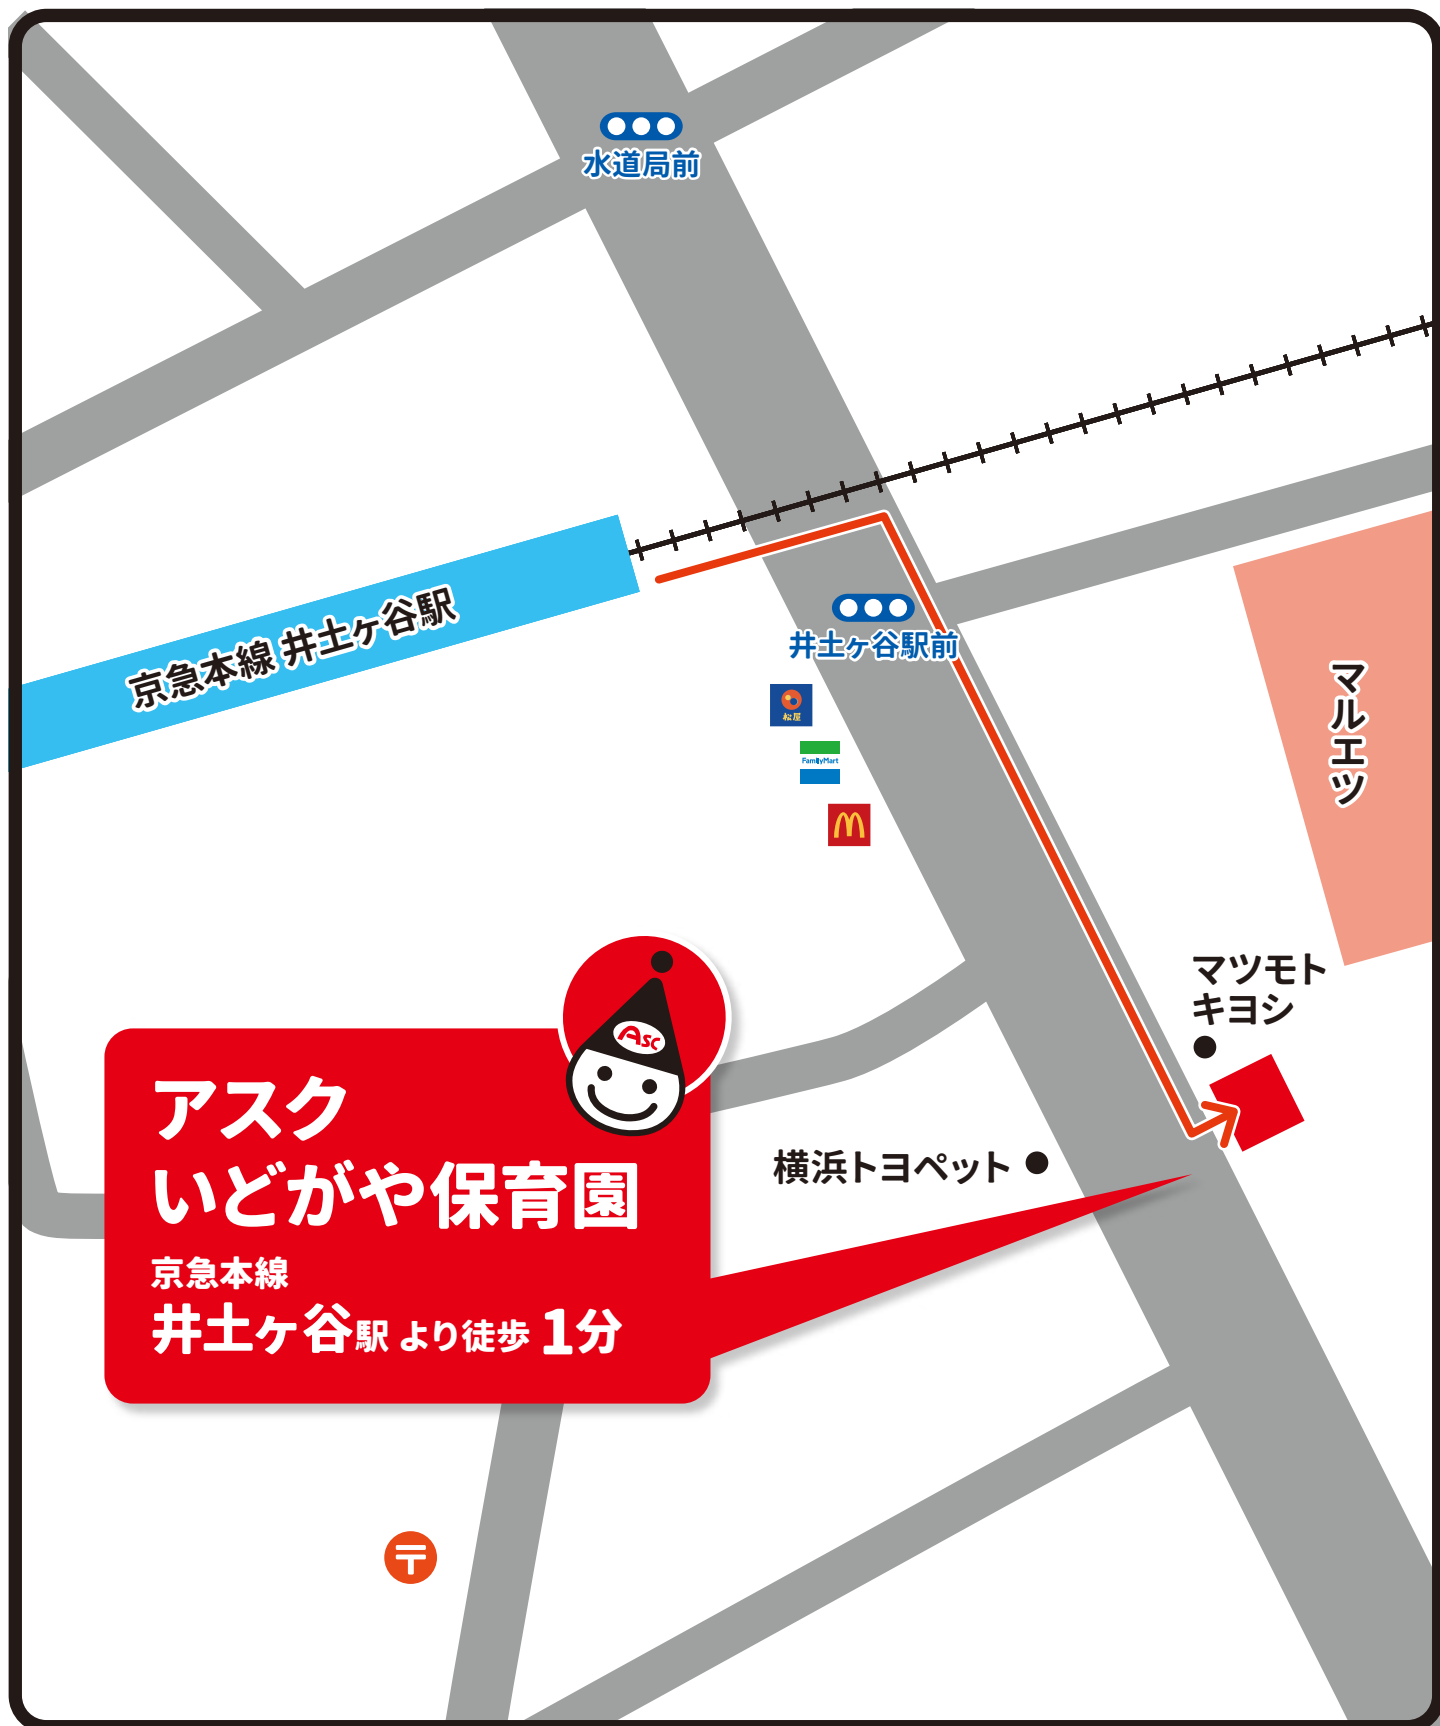 水道局前
京急本線 井土ヶ谷駅
井土ヶ谷駅前
松屋
FamilyMart
マルエツ
マツモト
キヨシ
ASC
アスク
いどがや保育園
京急本線
井土ヶ谷駅 より徒歩 1分
横浜トヨペット
〒